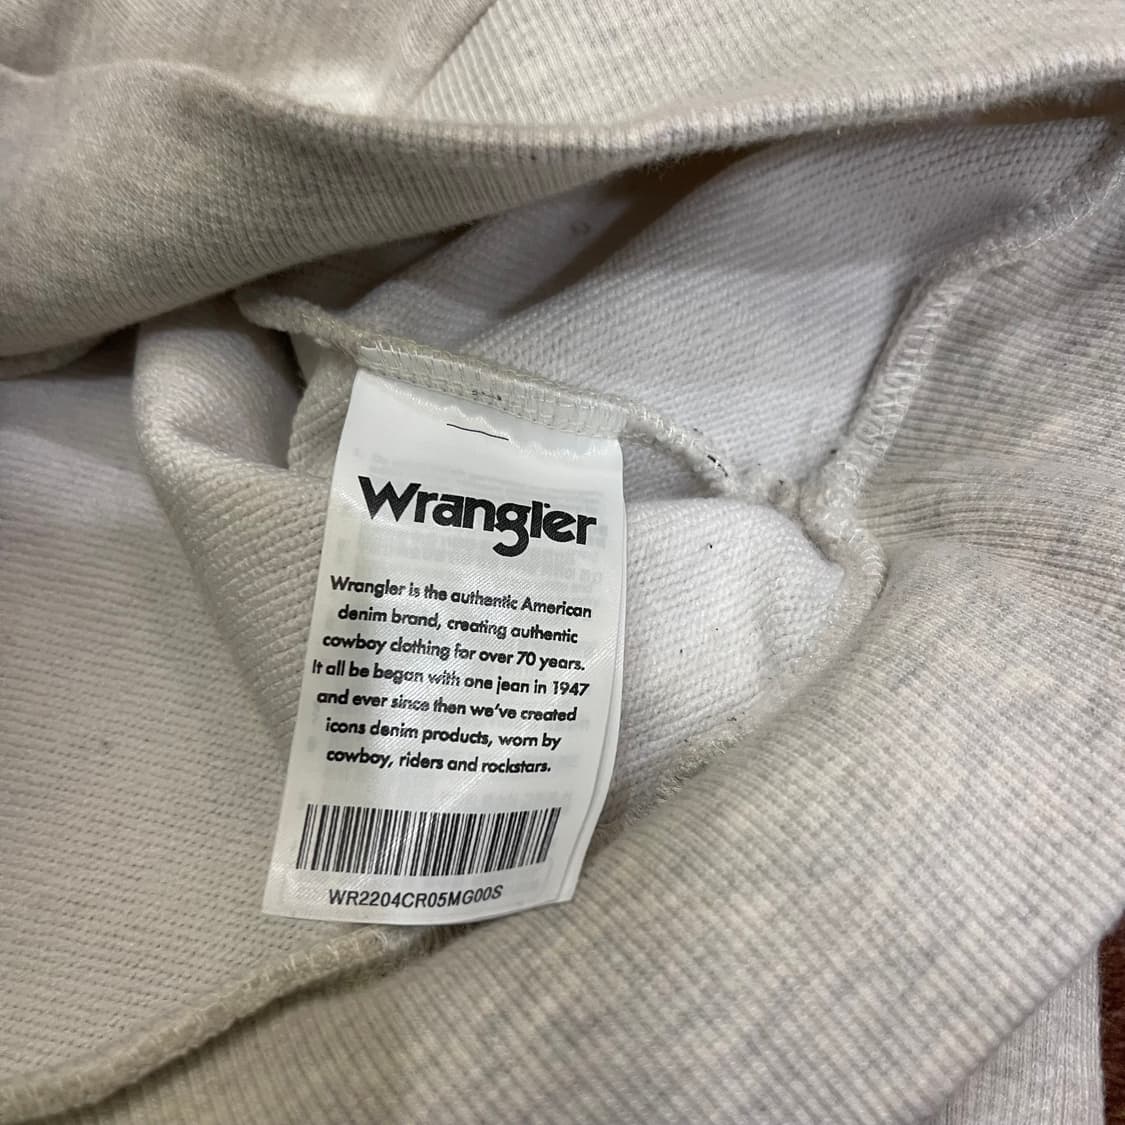 Wrangler
Wrangler is the authentic American
denim brand, creating authentic
cowboy clothing for over 70 years.
It all be began with one jean in 1947
and ever since then we've created
icons denim products, worn by
cowboy, riders and rockstars.
WR2204CR05MG00S